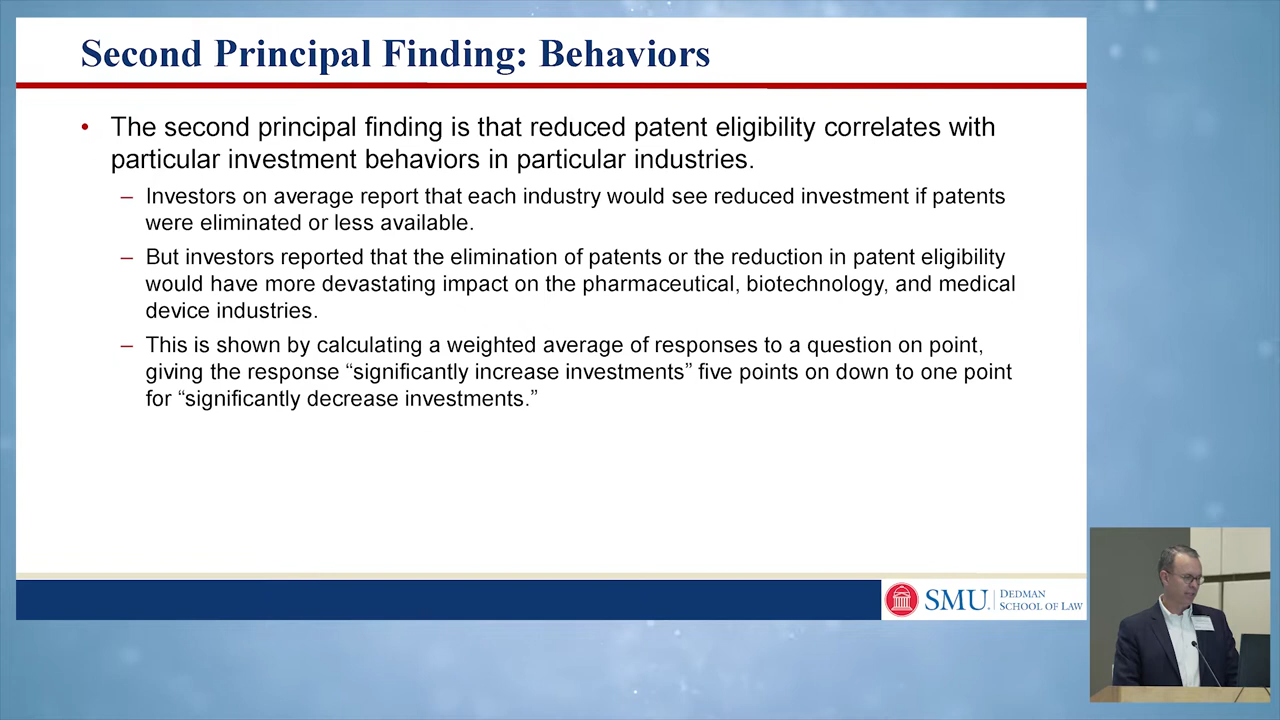 Second Principal Finding: Behaviors
• The second principal finding is that reduced patent eligibility correlates with
particular investment behaviors in particular industries.
– Investors on average report that each industry would see reduced investment if patents
were eliminated or less available.
– But investors reported that the elimination of patents or the reduction in patent eligibility
would have more devastating impact on the pharmaceutical, biotechnology, and medical
device industries.
– This is shown by calculating a weighted average of responses to a question on point,
giving the response “significantly increase investments” five points on down to one point
for “significantly decrease investments.”
SMU.
DEDMAN
SCHOOL OF LAW